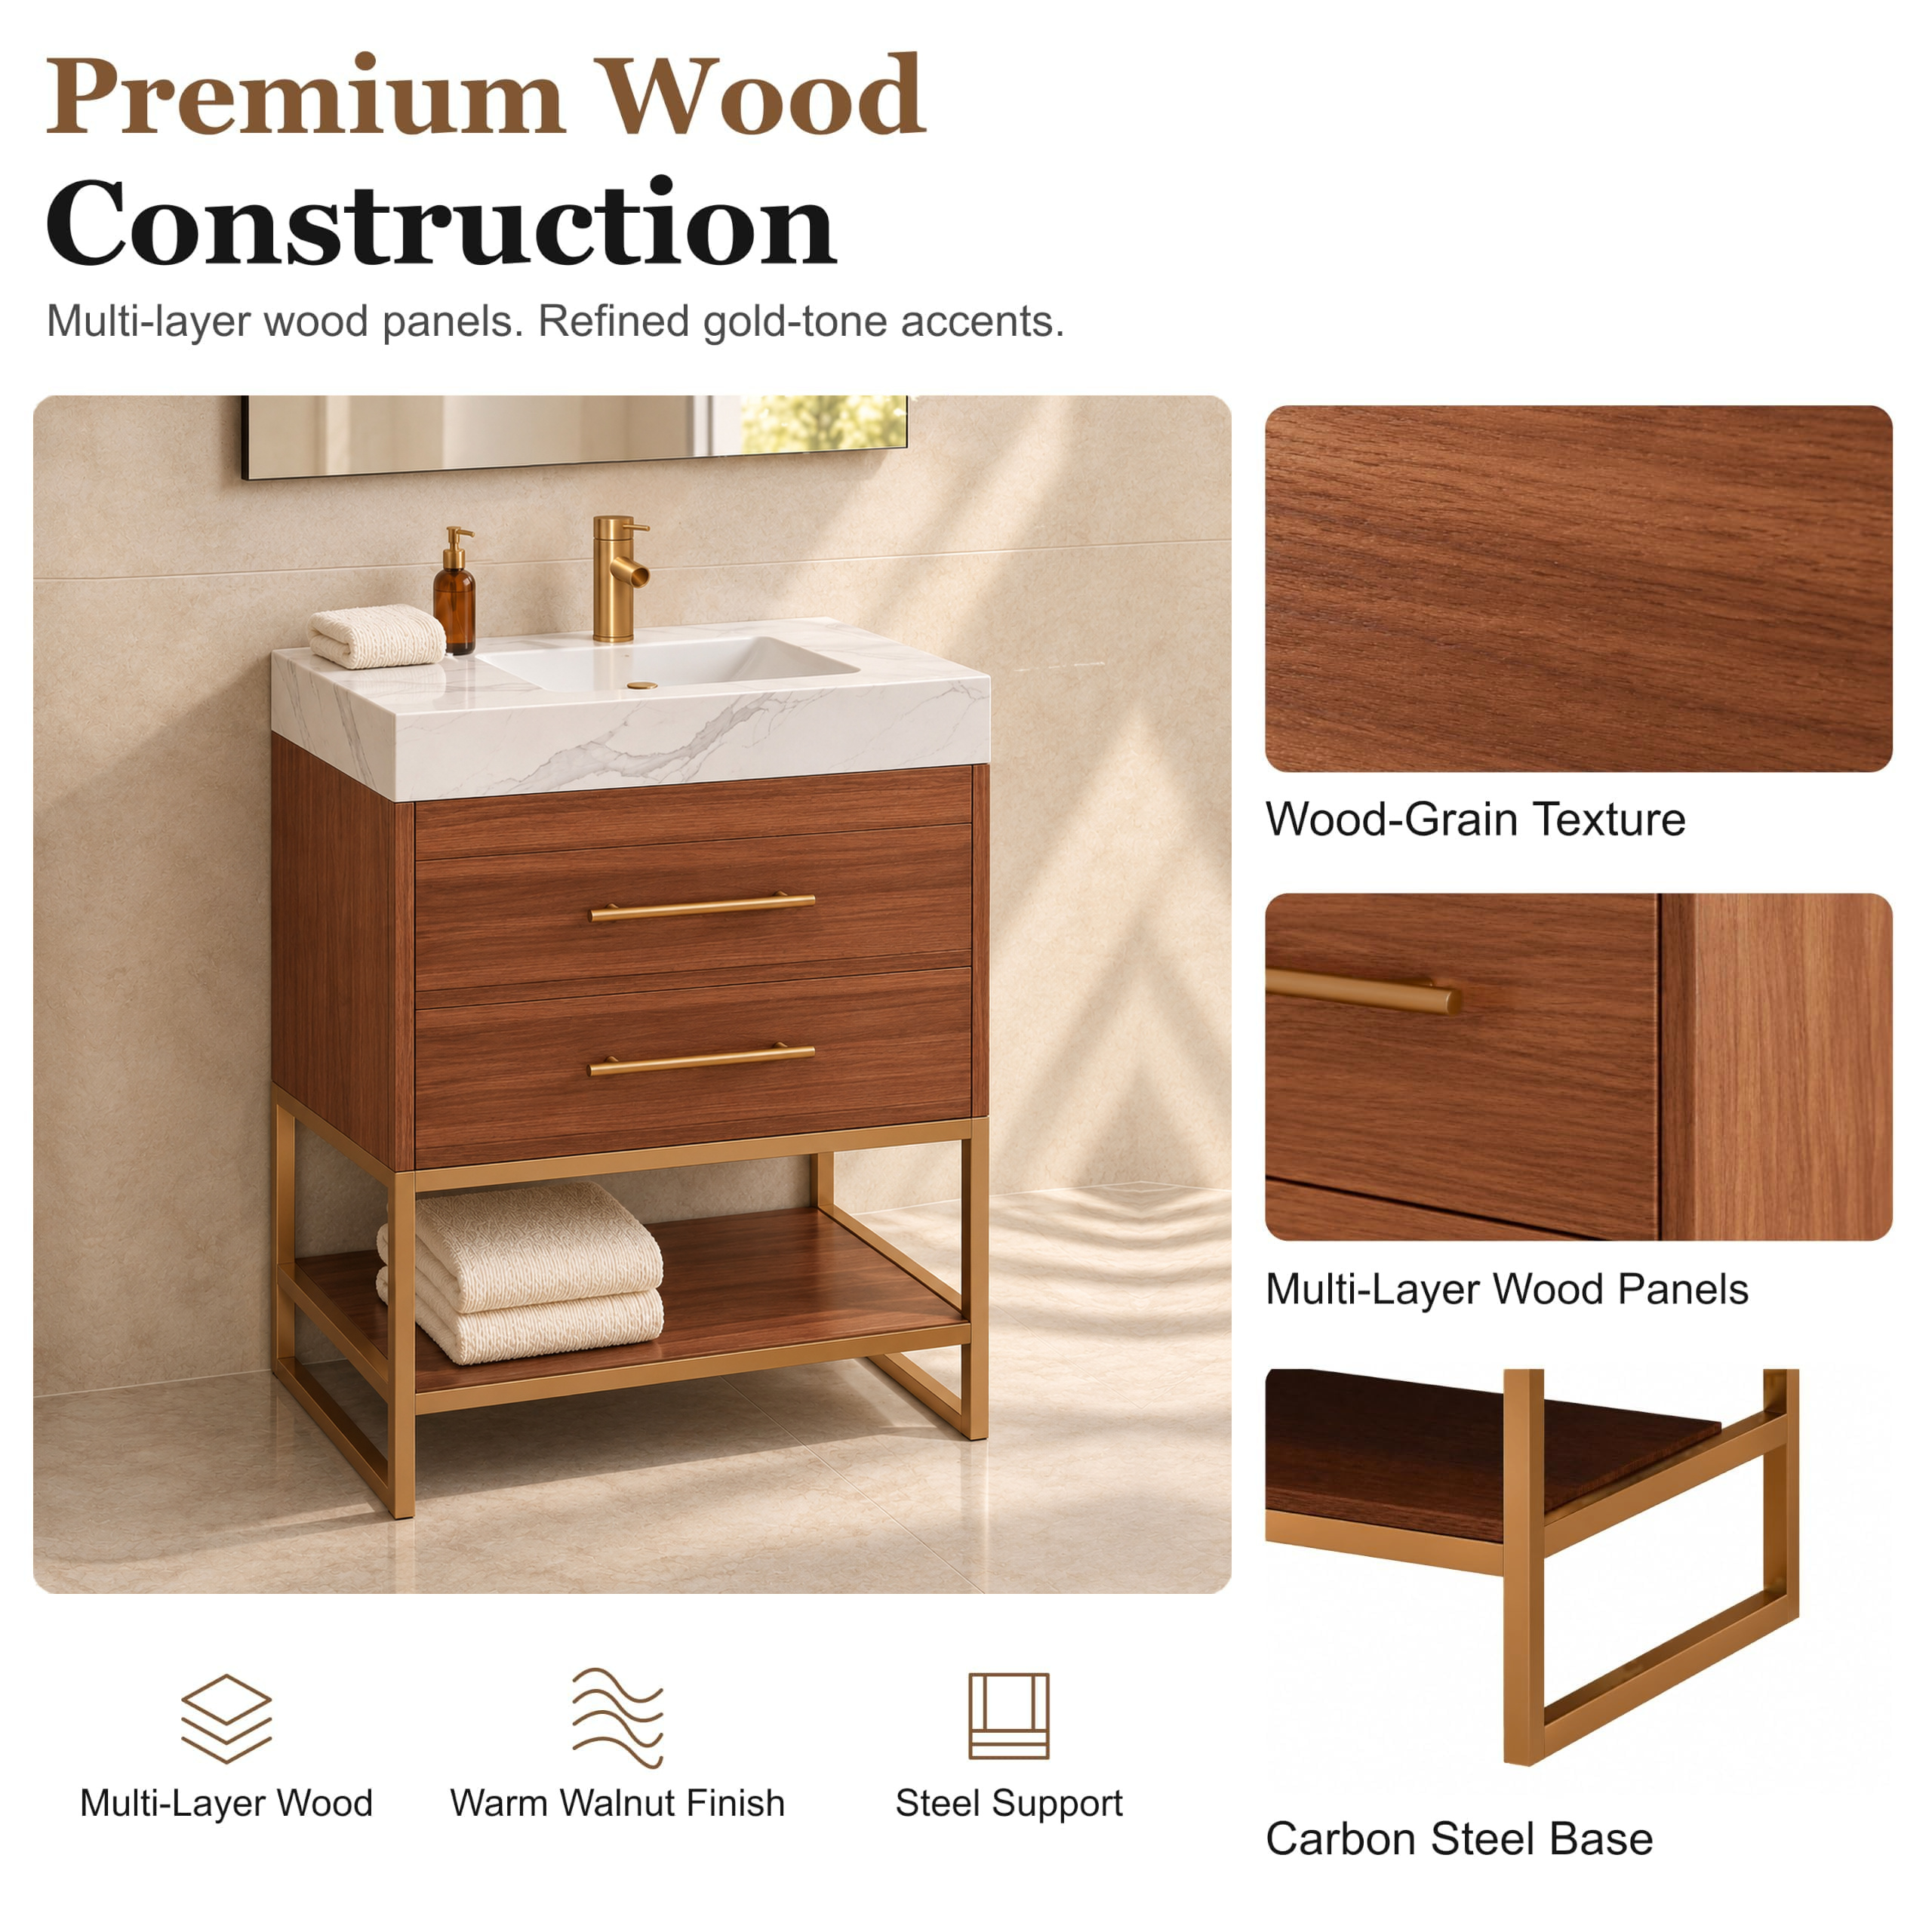 Premium Wood
Construction
Multi-layer wood panels. Refined gold-tone accents.
Wood-Grain Texture
Multi-Layer Wood Panels
Carbon Steel Base
Multi-Layer Wood
Warm Walnut Finish
Steel Support